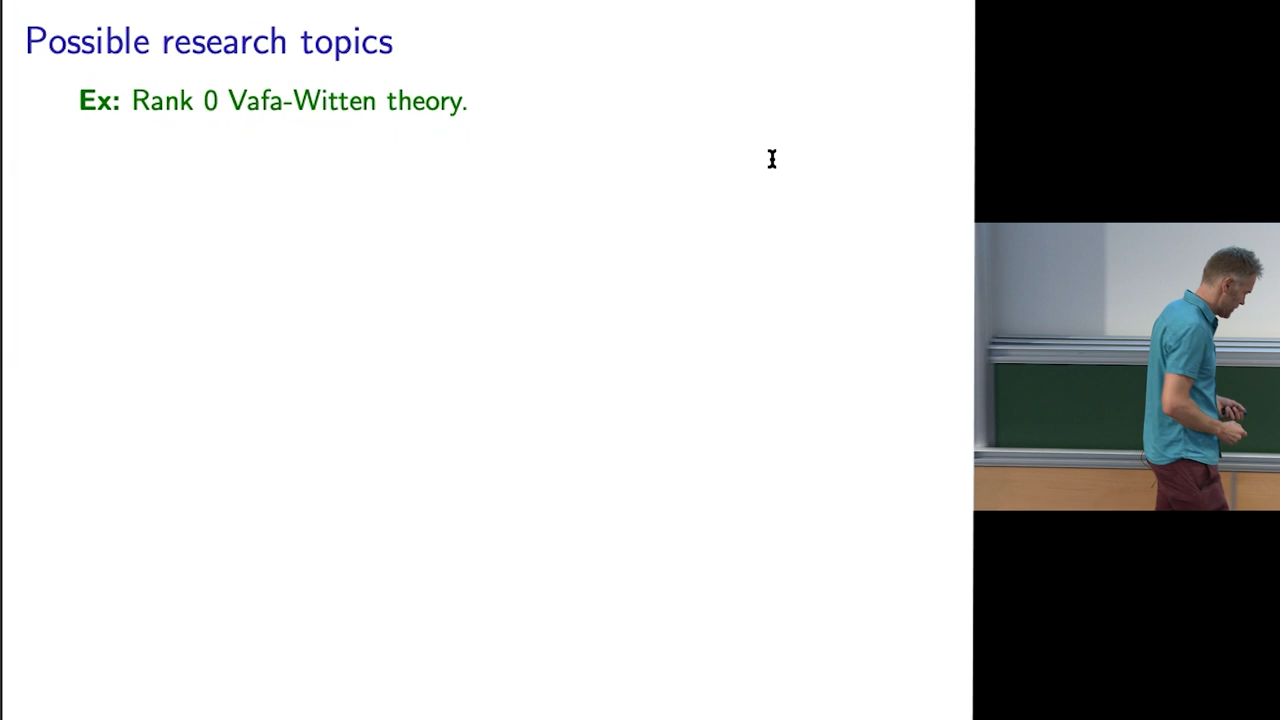 Possible research topics
Ex: Rank 0 Vafa-Witten theory.